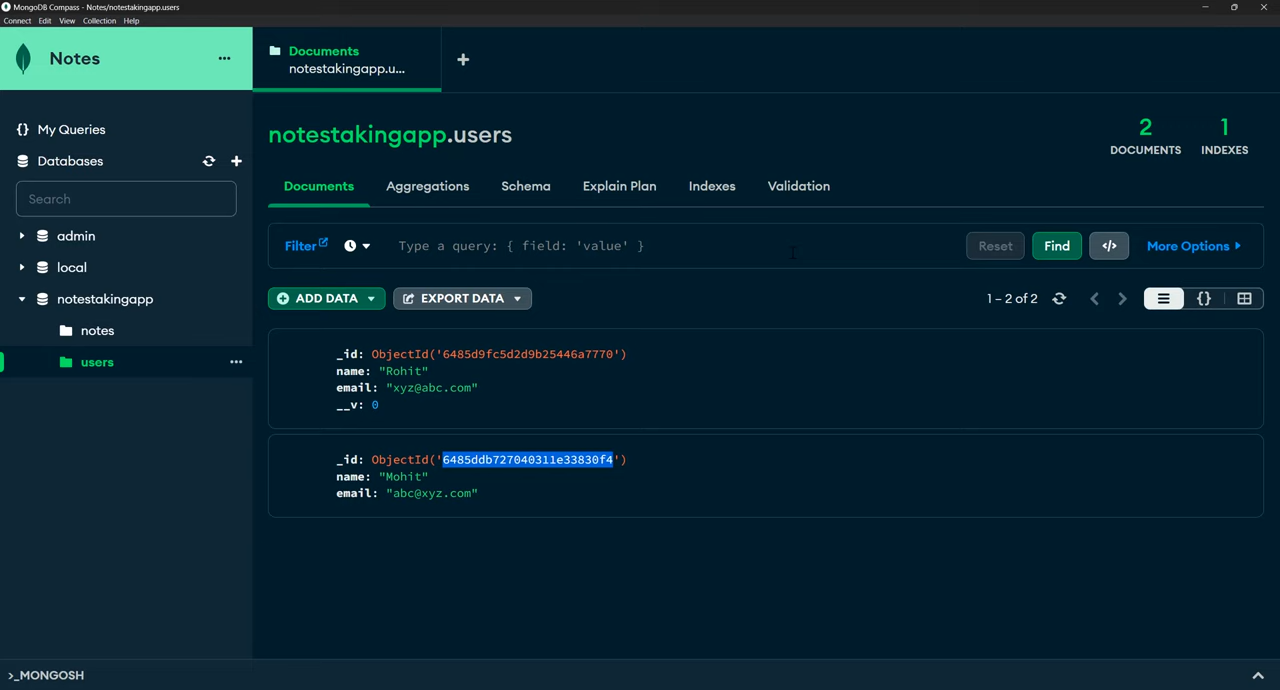 MongoDB Compass - Notes/notestakingapp.users
Connect Edit View Collection Help
Notes
Documents
notestakingapp.u...
My Queries
Databases
Search
admin
local
notestakingapp
notes
users
notestakingapp.users
2
DOCUMENTS
1
INDEXES
Documents Aggregations Schema Explain Plan Indexes Validation
Filter Type a query: { field: 'value' } Reset Find </> More Options
ADD DATA EXPORT DATA 1 – 2 of 2 {}
_id: ObjectId('6485d9fc5d2d9b25446a7770')
name: "Rohit"
email: "xyz@abc.com"
__v: 0
_id: ObjectId('6485ddb727040311e33830f4')
name: "Mohit"
email: "abc@xyz.com"
>_MONGOSH